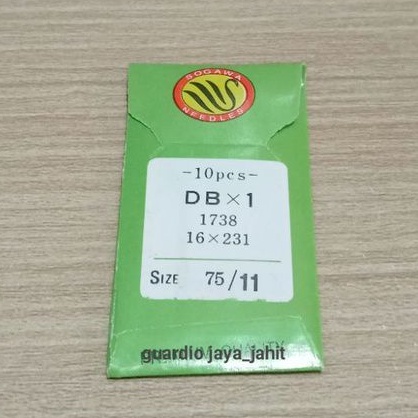 SOGAWA
NEEDLES
-10pcs-
DB×1
1738
16×231
SIZE 75/11
guardio jaya_jahit